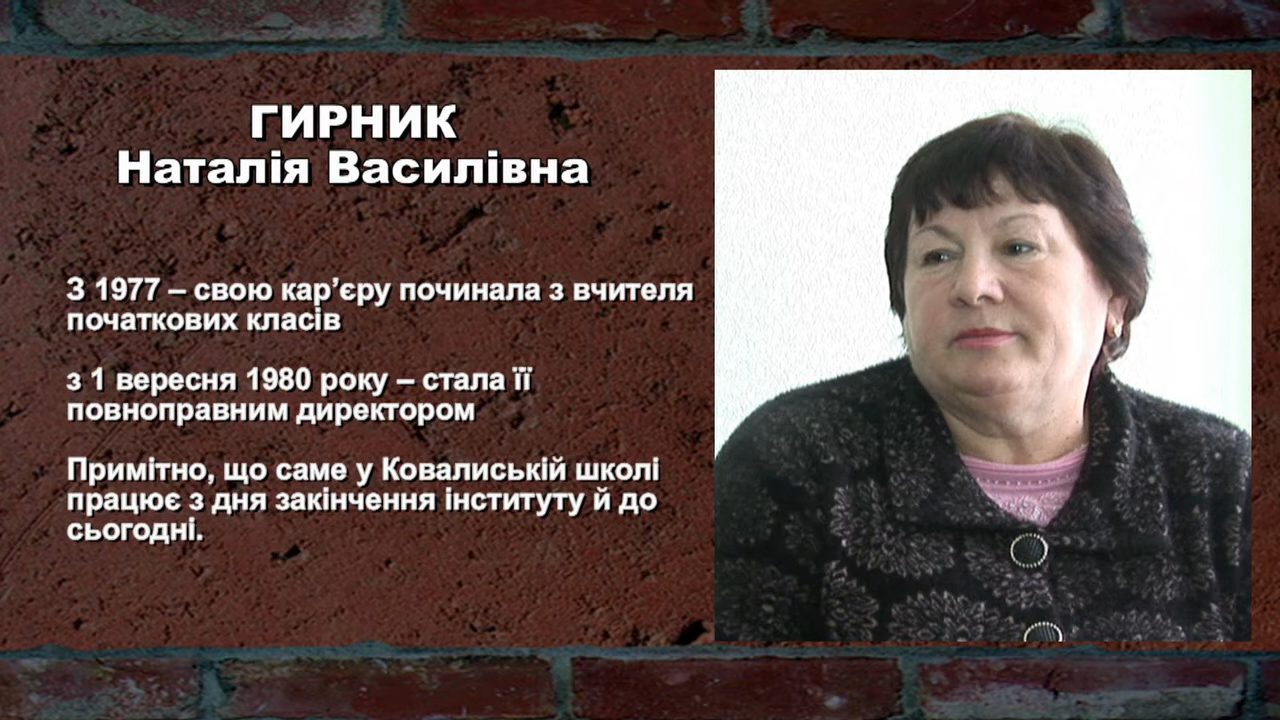 ГИРНИК
Наталія Василівна
З 1977 – свою кар’єру починала з вчителя
початкових класів
з 1 вересня 1980 року – стала її
повноправним директором
Примітно, що саме у Ковалиській школі
працює з дня закінчення інституту й до
сьогодні.